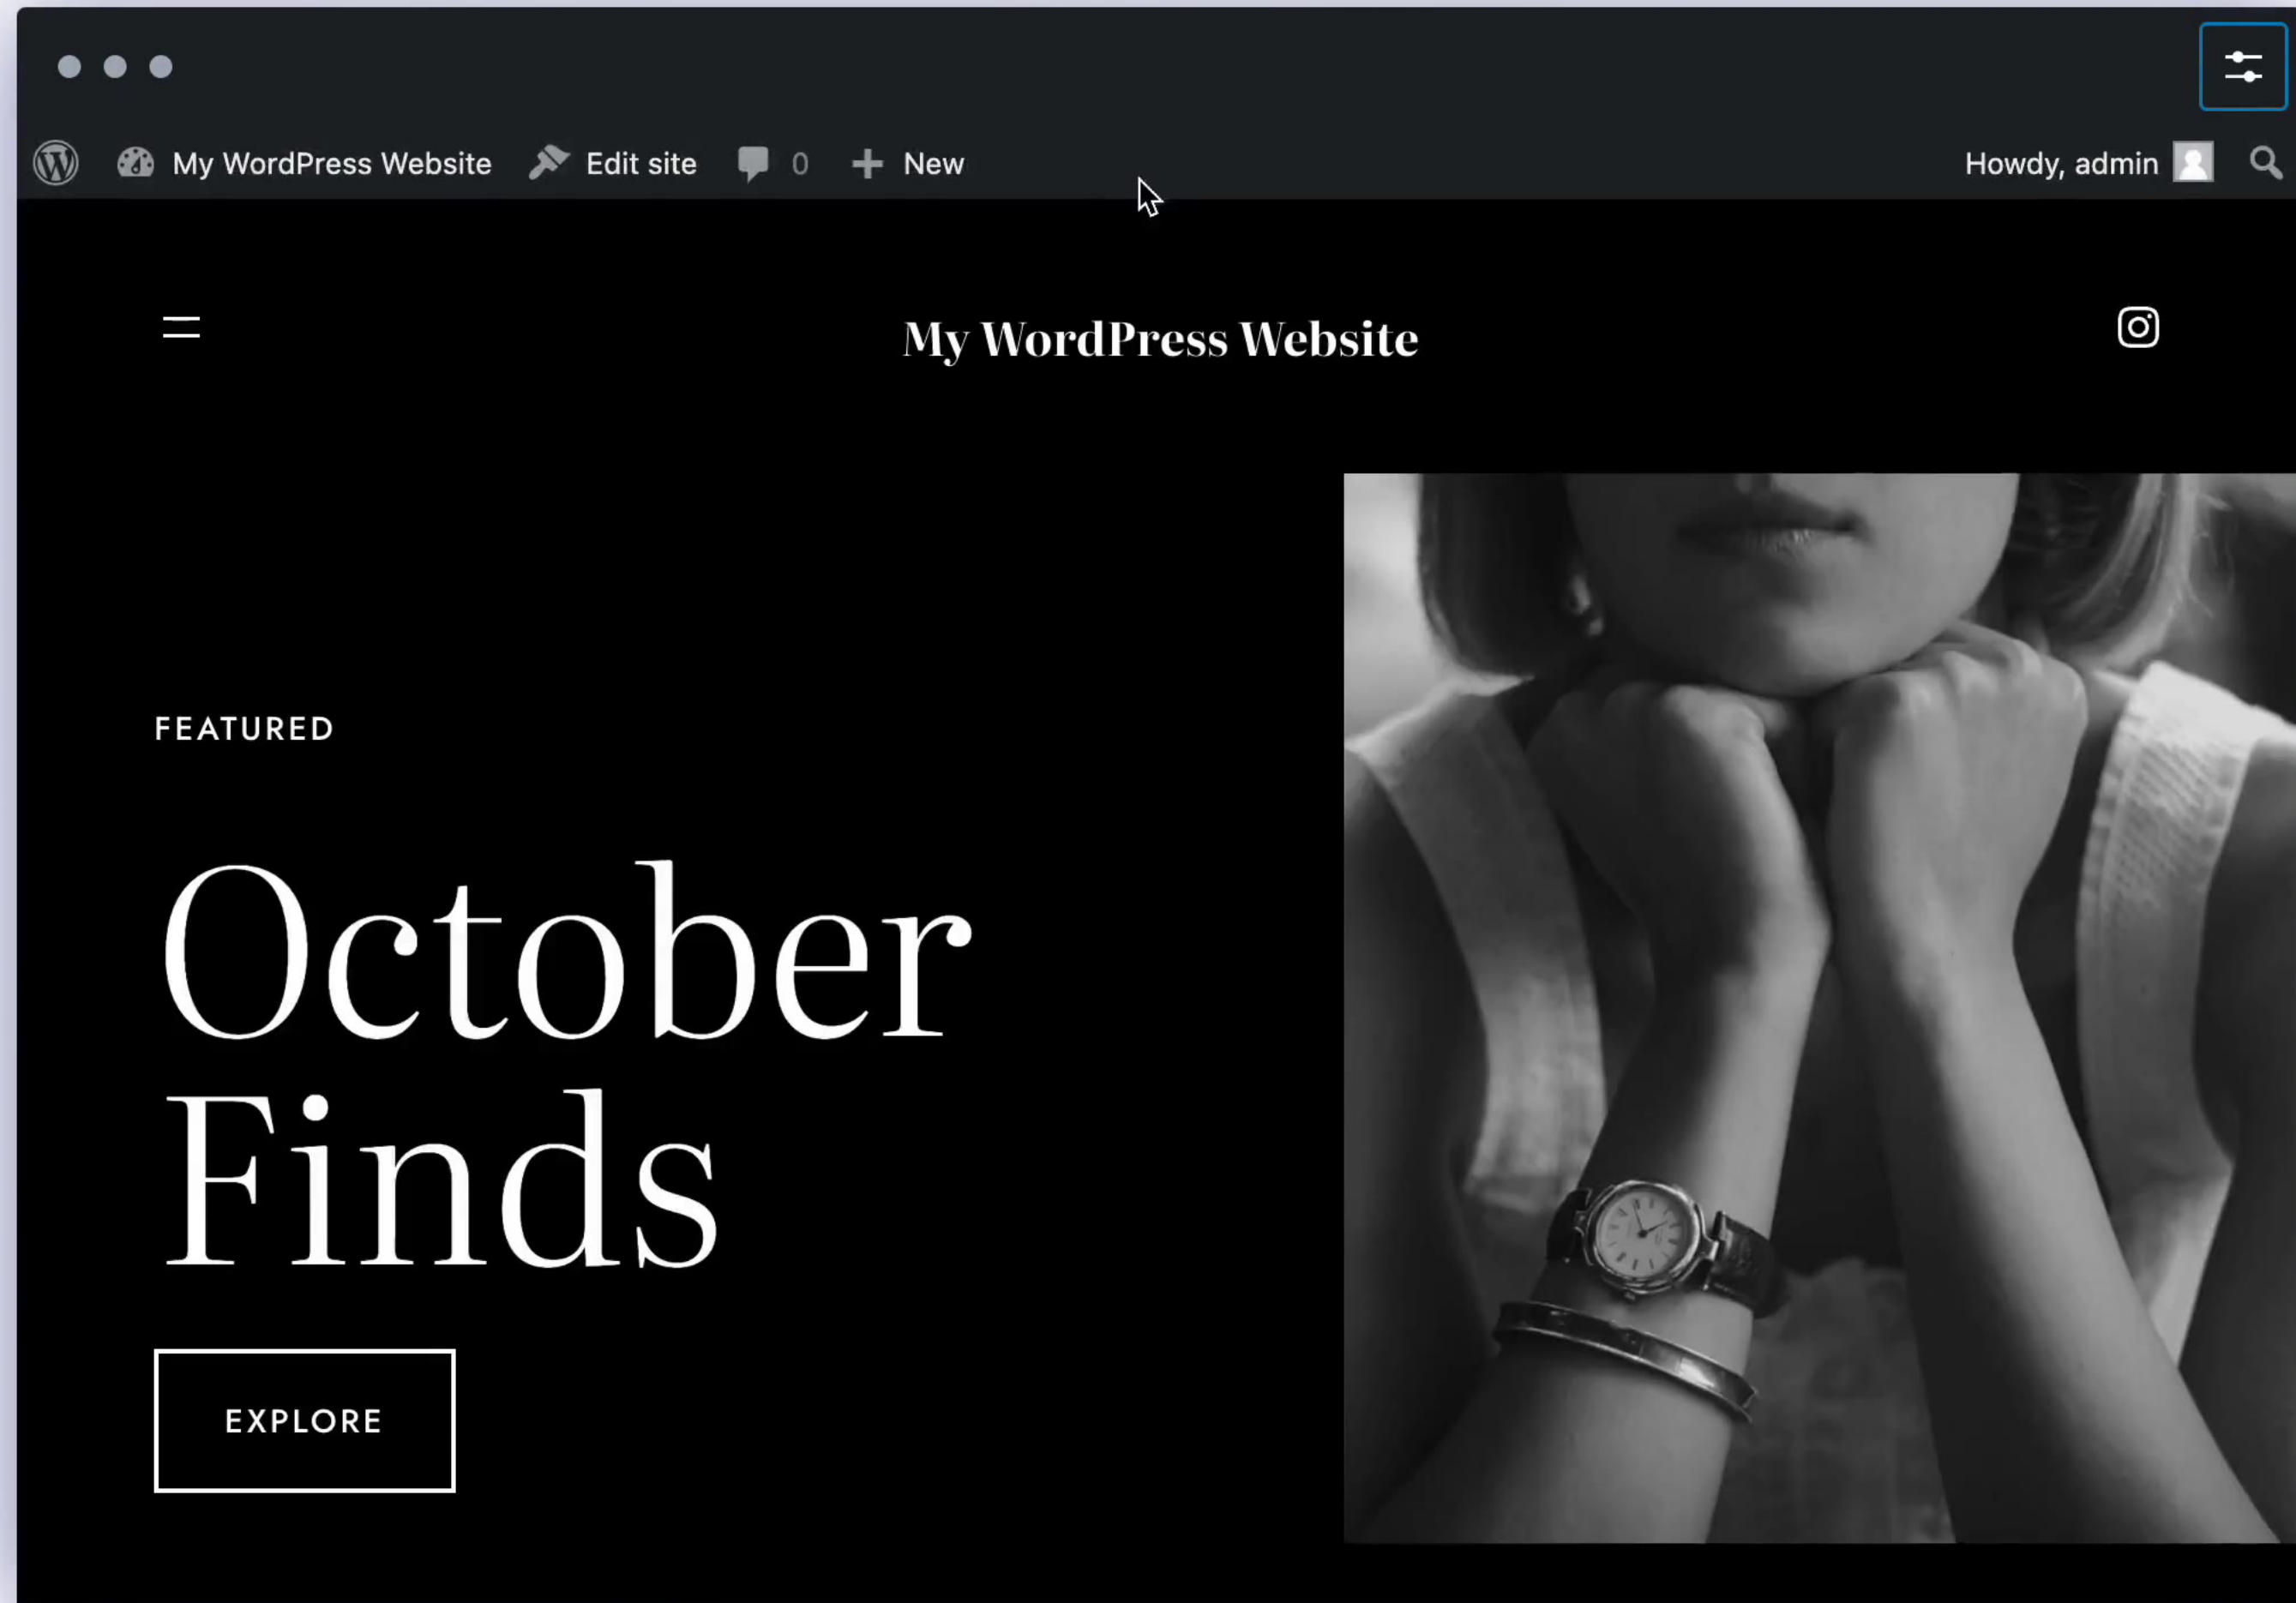 My WordPress Website Edit site 0 New Howdy, admin
My WordPress Website
FEATURED
October
Finds
EXPLORE